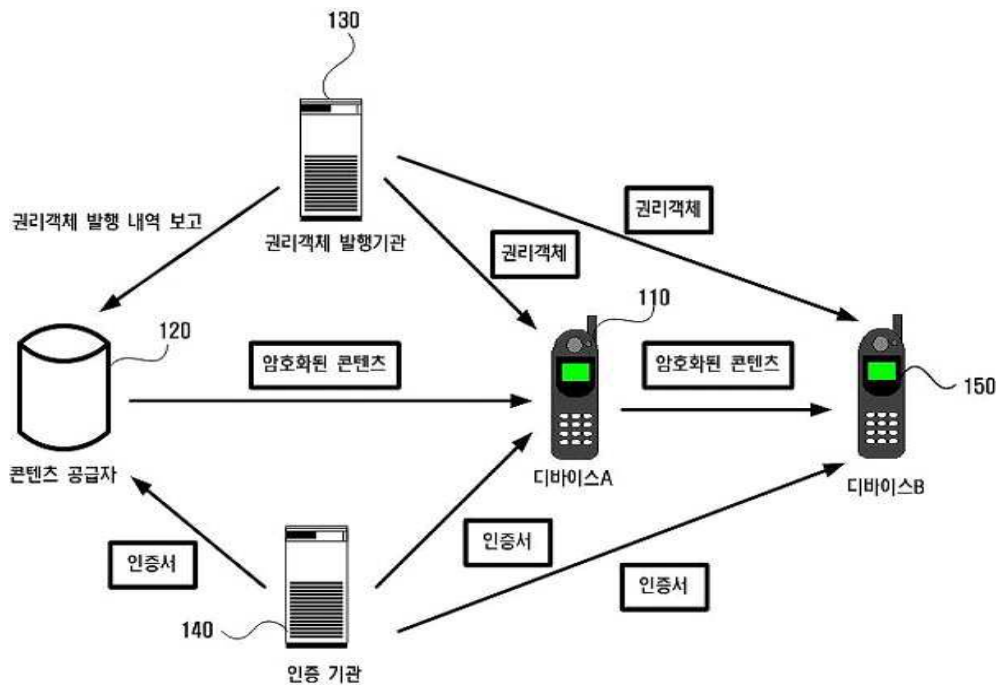 130
권리객체 발행 내역 보고
권리객체 발행기관
권리객체
권리객체
110
120
암호화된 콘텐츠
암호화된 콘텐츠
150
콘텐츠 공급자
디바이스A
디바이스B
인증서
인증서
인증서
140
인증 기관